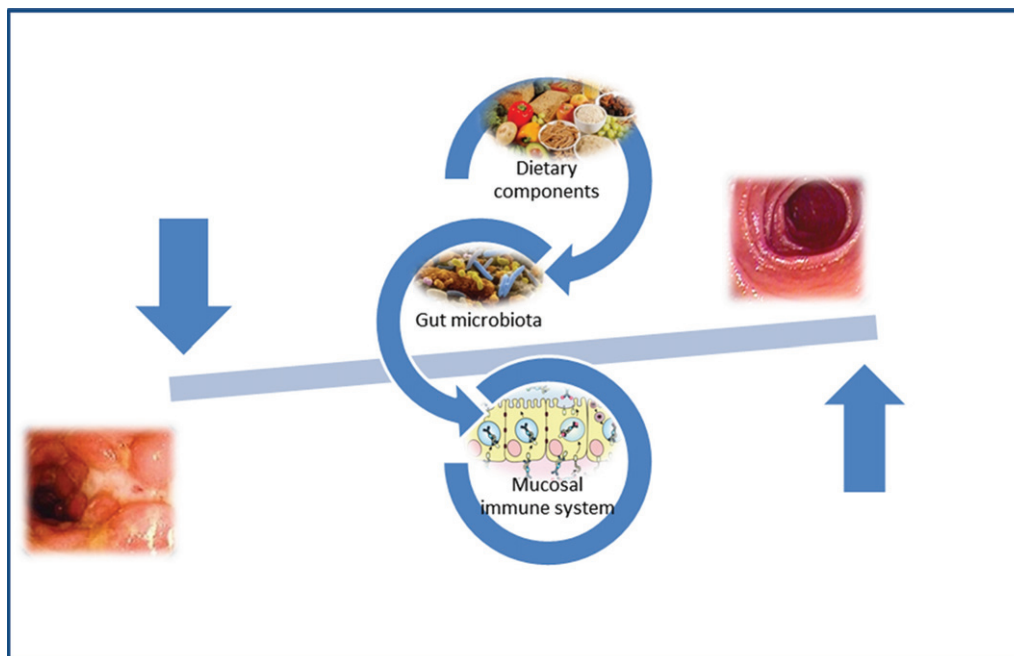 Dietary
components
Gut microbiota
Mucosal
immune system